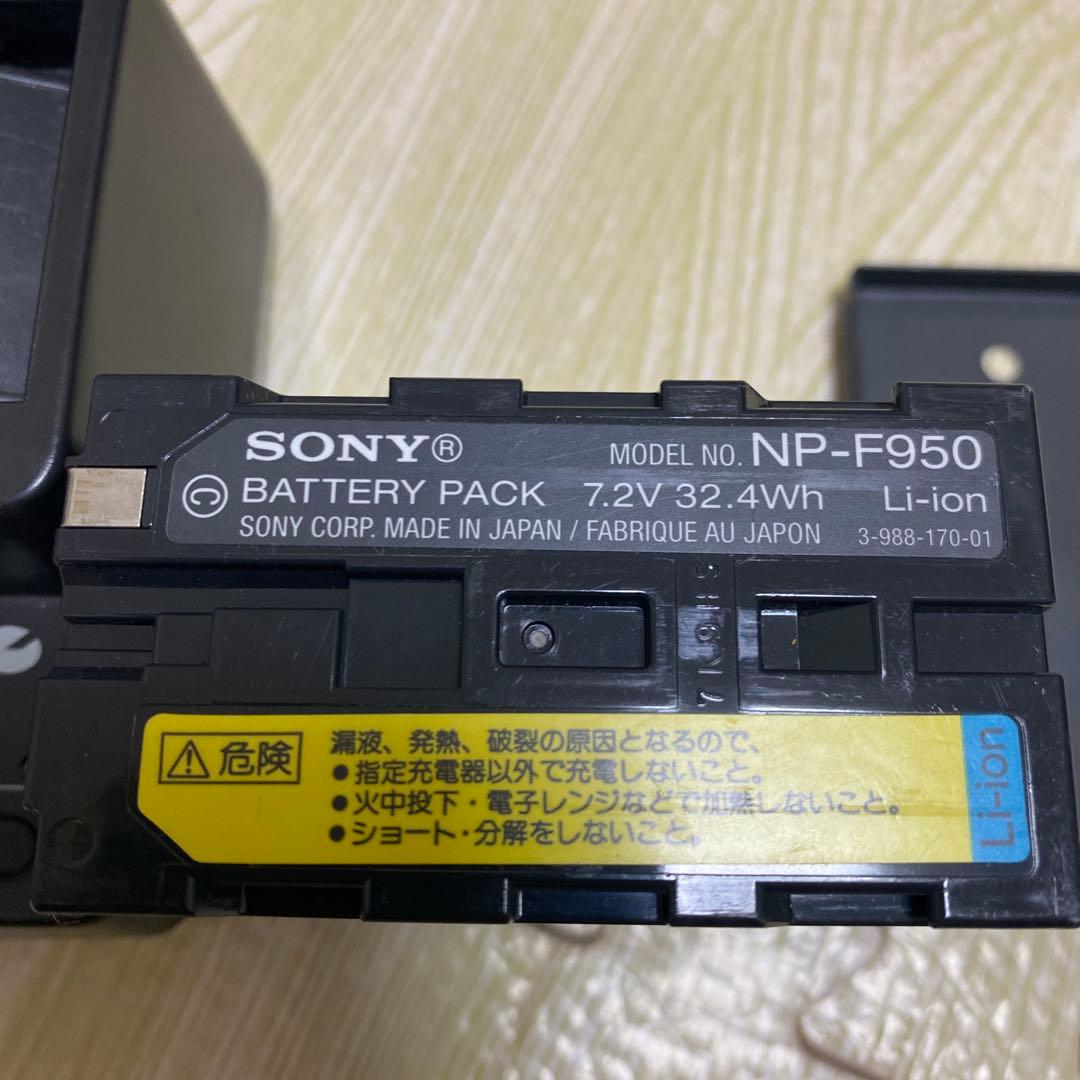 SONY®
MODEL NO. NP-F950
BATTERY PACK 7.2V 32.4Wh Li-ion
SONY CORP. MADE IN JAPAN / FABRIQUE AU JAPON 3-988-170-01
⚠危険
漏液、発熱、破裂の原因となるので、
●指定充電器以外で充電しないこと。
●火中投下・電子レンジなどで加熱しないこと。
●ショート・分解をしないこと。
Li-ion